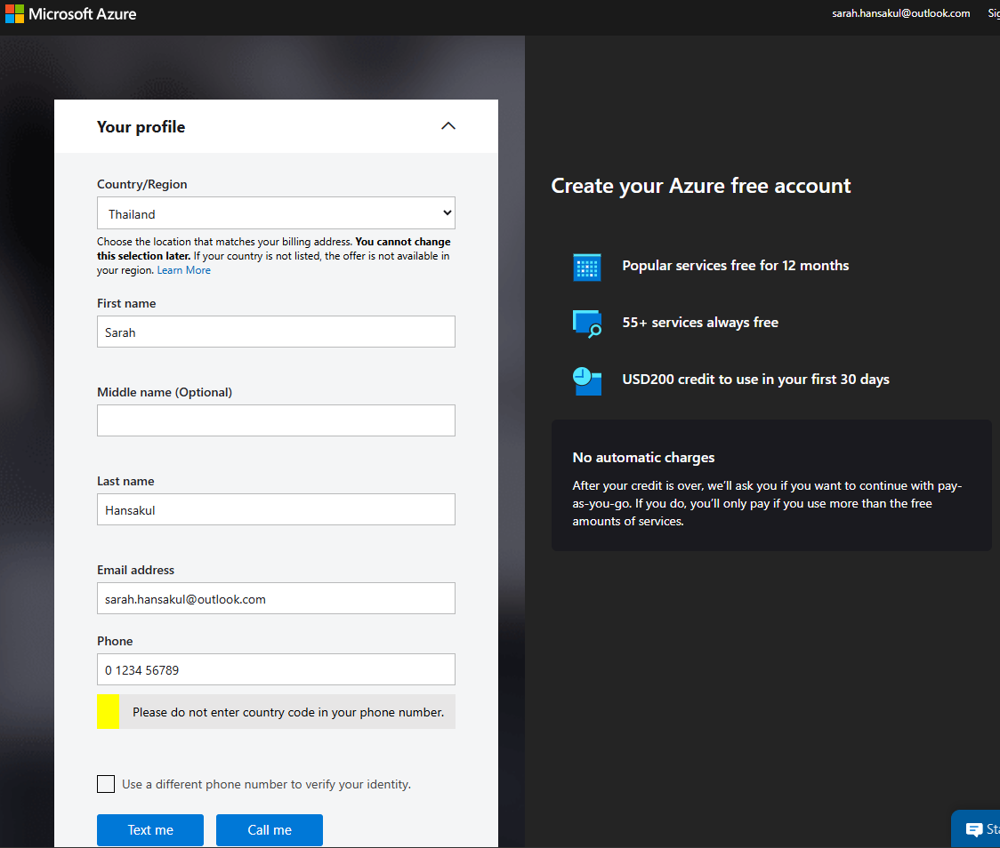 Microsoft Azure
sarah.hansakul@outlook.com
Your profile
Country/Region
Thailand
Choose the location that matches your billing address. You cannot change
this selection later. If your country is not listed, the offer is not available in
your region. Learn More
First name
Sarah
Middle name (Optional)
Last name
Hansakul
Email address
sarah.hansakul@outlook.com
Phone
0 1234 56789
Please do not enter country code in your phone number.
Use a different phone number to verify your identity.
Text me
Call me
Create your Azure free account
Popular services free for 12 months
55+ services always free
USD200 credit to use in your first 30 days
No automatic charges
After your credit is over, we'll ask you if you want to continue with pay-
as-you-go. If you do, you'll only pay if you use more than the free
amounts of services.